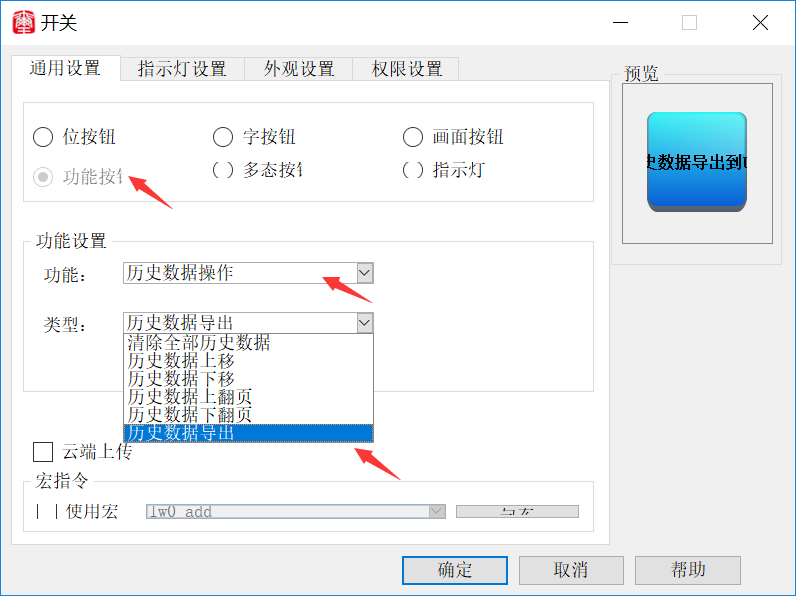 开关
通用设置 指示灯设置 外观设置 权限设置
预览
位按钮 字按钮 画面按钮
功能按钮 多态按钮 指示灯
史数据导出到U
功能设置
功能: 历史数据操作
类型: 历史数据导出
清除全部历史数据
历史数据上移
历史数据下移
历史数据上翻页
历史数据下翻页
历史数据导出
云端上传
宏指令
使用宏 lw0_add
确定 取消 帮助